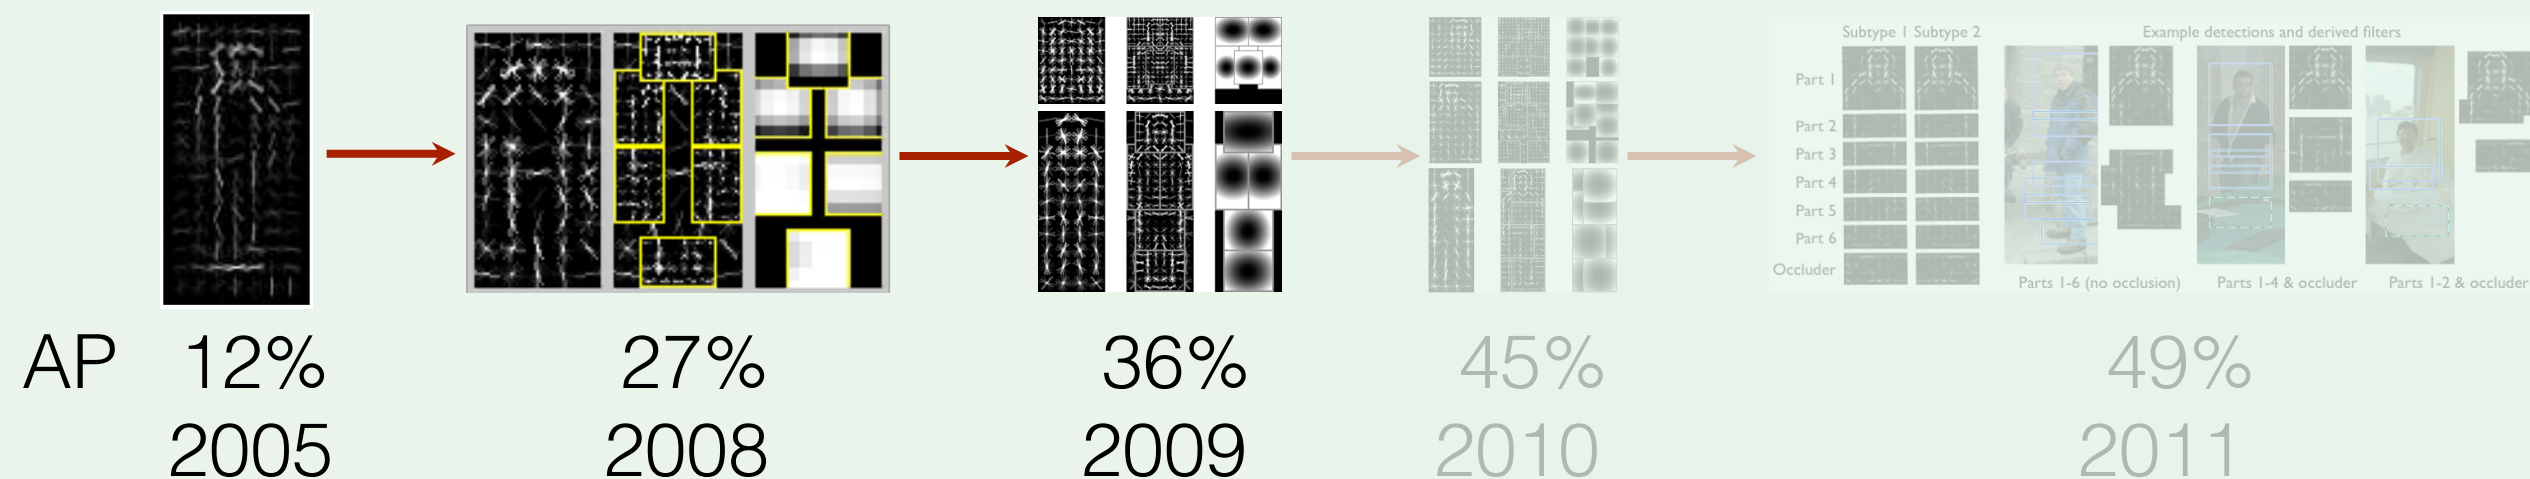 Subtype 1 Subtype 2
Example detections and derived filters
Part 1
Part 2
Part 3
Part 4
Part 5
Part 6
Occluder
Parts 1-6 (no occlusion)
Parts 1-4 & occluder
Parts 1-2 & occluder
AP 12% 27% 36% 45% 49%
2005 2008 2009 2010 2011